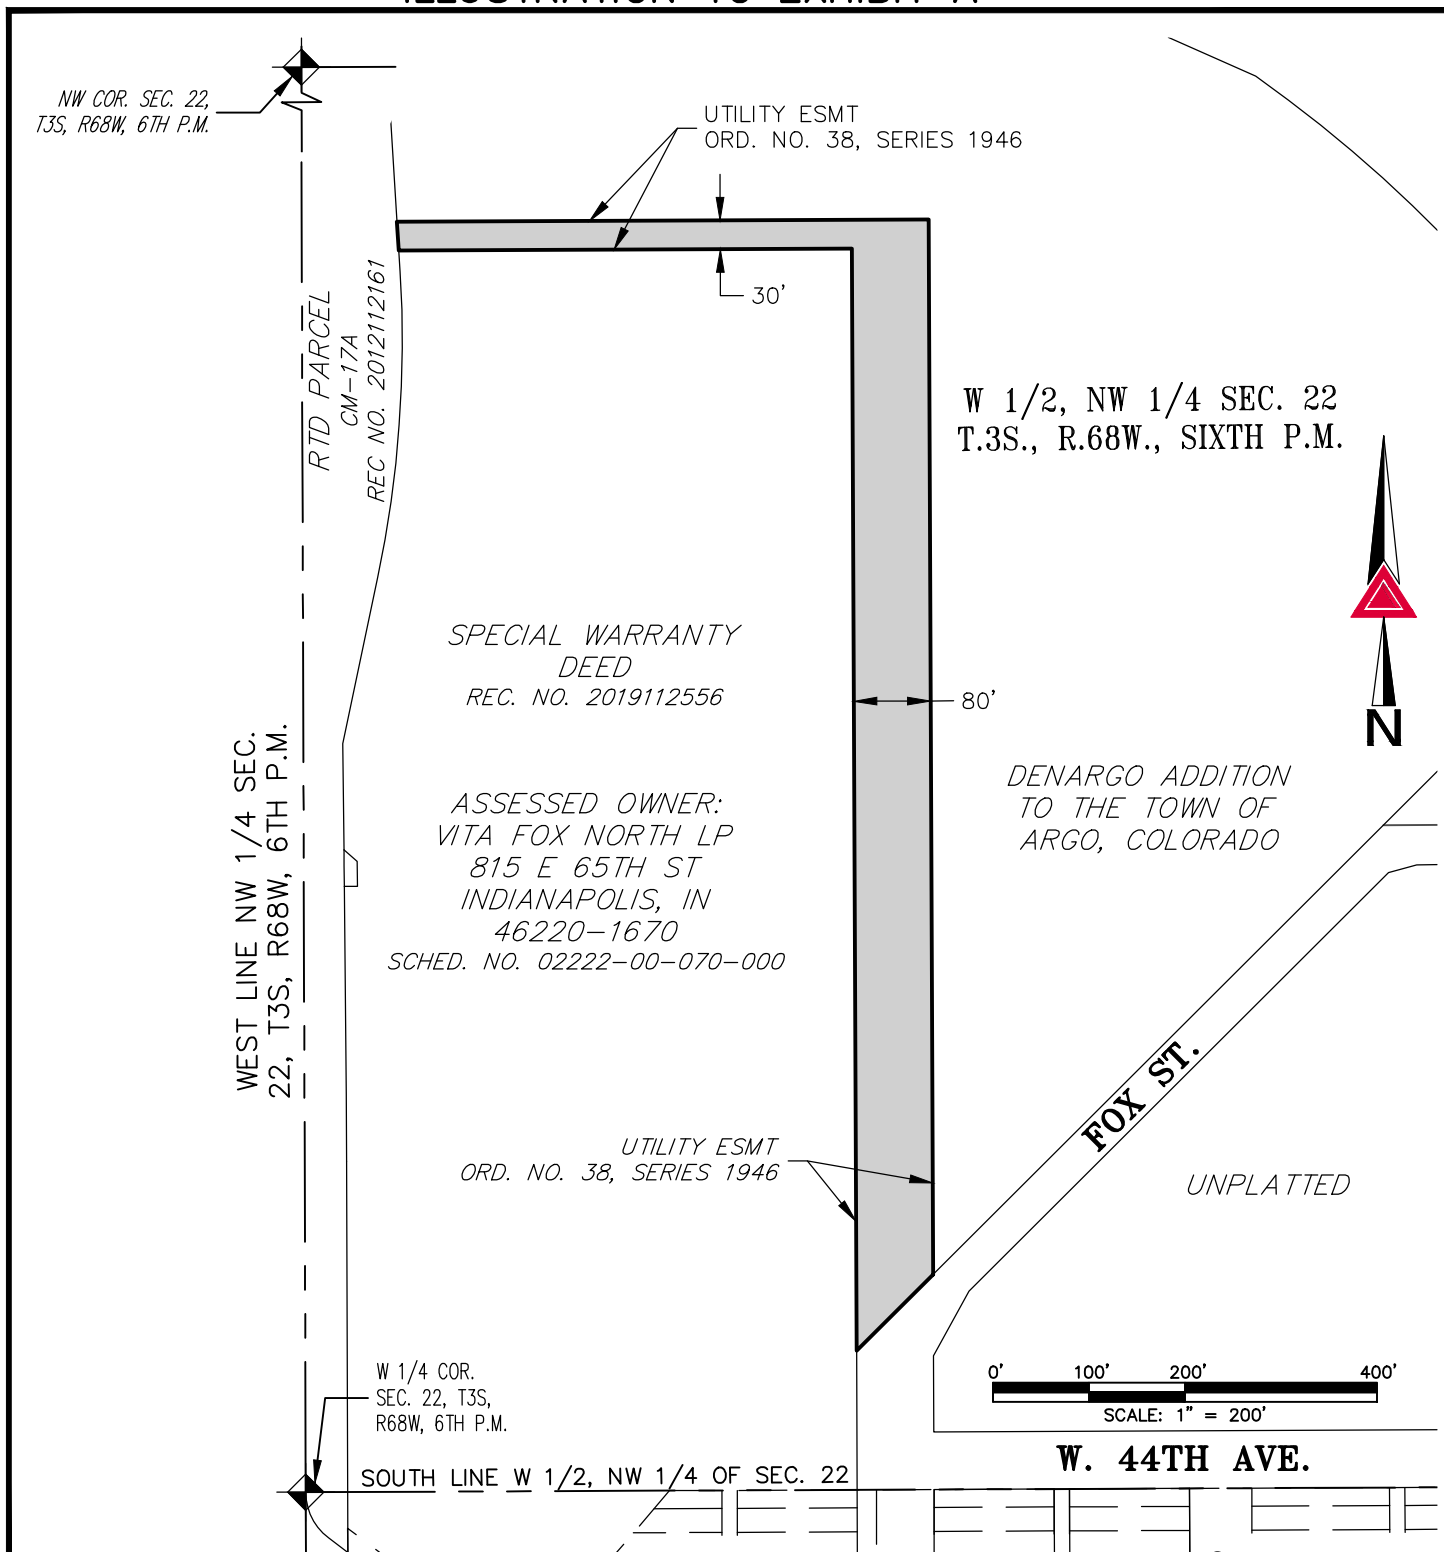 ILLUSTRATION TO EXHIBIT A
NW COR. SEC. 22,
T3S, R68W, 6TH P.M.
UTILITY ESMT
ORD. NO. 38, SERIES 1946
30'
RTD PARCEL
CM-17A
REC NO. 2012112161
W 1/2, NW 1/4 SEC. 22
T.3S., R.68W., SIXTH P.M.
N
SPECIAL WARRANTY
DEED
REC. NO. 2019112556
80'
WEST LINE NW 1/4 SEC.
22, T3S, R68W, 6TH P.M.
ASSESSED OWNER:
VITA FOX NORTH LP
815 E 65TH ST
INDIANAPOLIS, IN
46220-1670
SCHED. NO. 02222-00-070-000
DENARGO ADDITION
TO THE TOWN OF
ARGO, COLORADO
FOX ST.
UTILITY ESMT
ORD. NO. 38, SERIES 1946
UNPLATTED
W 1/4 COR.
SEC. 22, T3S,
R68W, 6TH P.M.
0' 100' 200' 400'
SCALE: 1" = 200'
W. 44TH AVE.
SOUTH LINE W 1/2, NW 1/4 OF SEC. 22